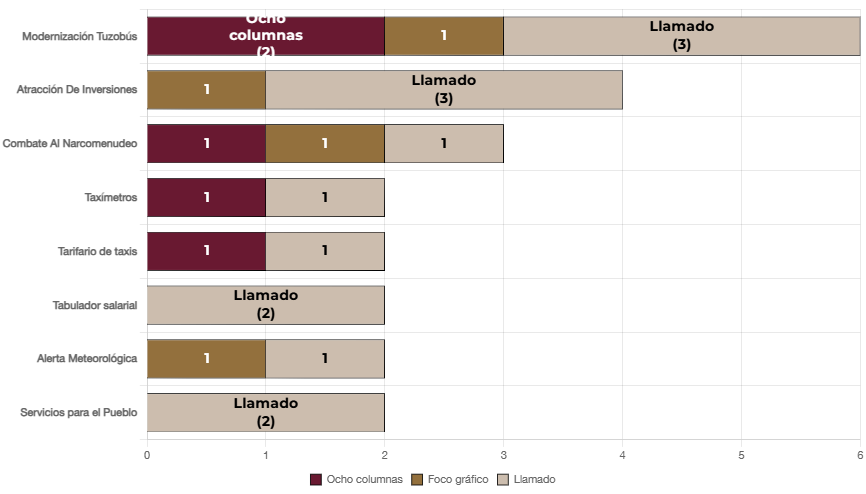 Modernización Tuzobús
Ocho
columnas
(2)
1
Llamado
(3)
Atracción De Inversiones
1
Llamado
(3)
Combate Al Narcomenudeo
1
1
1
Taxímetros
1
1
Tarifario de taxis
1
1
Tabulador salarial
Llamado
(2)
Alerta Meteorológica
1
1
Servicios para el Pueblo
Llamado
(2)
0 1 2 3 4 5 6
Ocho columnas Foco gráfico Llamado